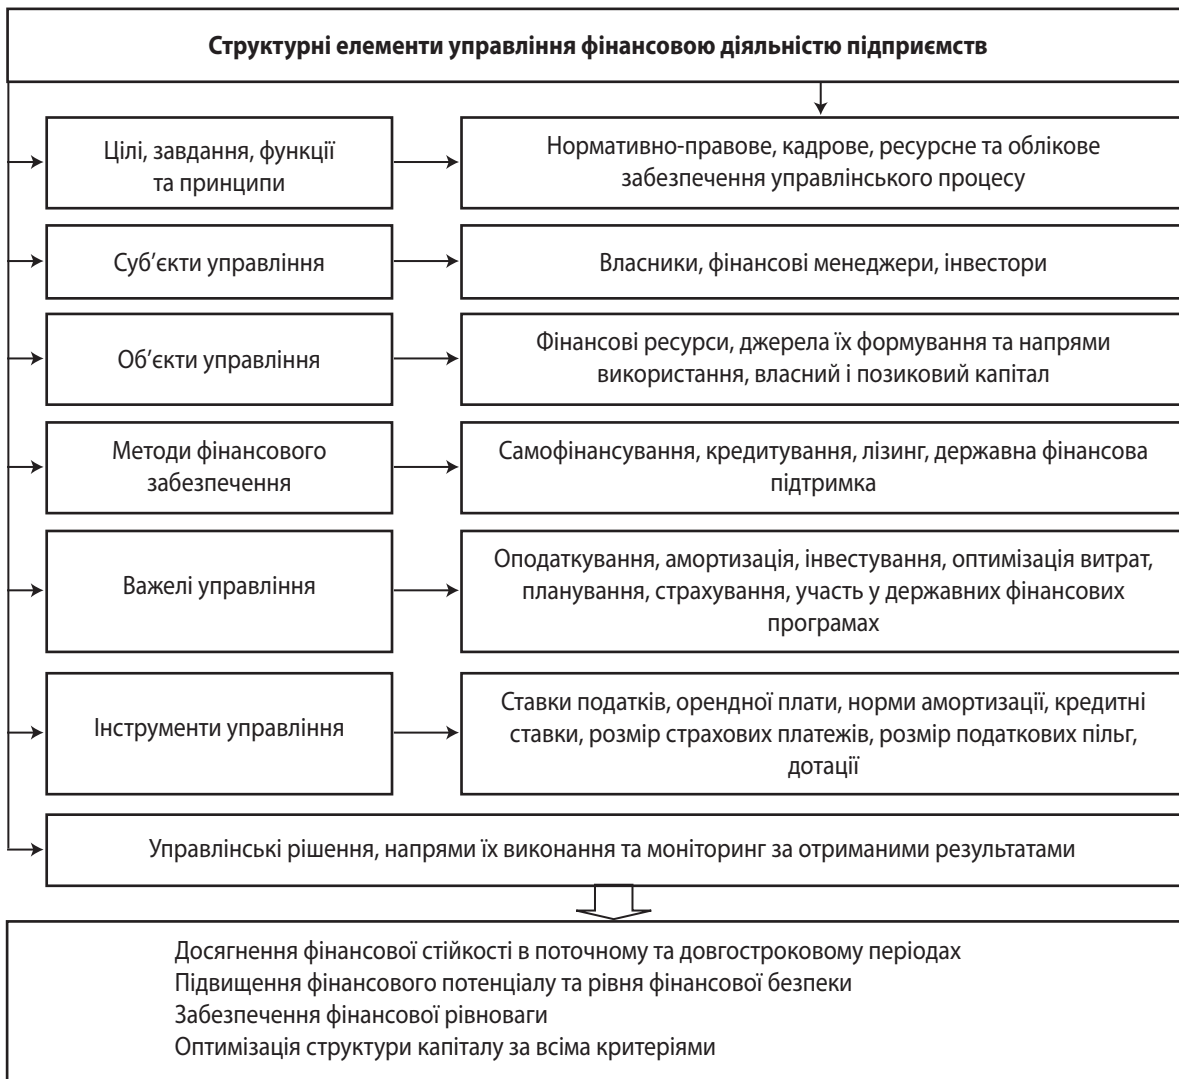 Структурні елементи управління фінансовою діяльністю підприємств
Цілі, завдання, функції
та принципи
Нормативно-правове, кадрове, ресурсне та облікове
забезпечення управлінського процесу
Суб’єкти управління
Власники, фінансові менеджери, інвестори
Об’єкти управління
Фінансові ресурси, джерела їх формування та напрями
використання, власний і позиковий капітал
Методи фінансового
забезпечення
Самофінансування, кредитування, лізинг, державна фінансова
підтримка
Важелі управління
Оподаткування, амортизація, інвестування, оптимізація витрат,
планування, страхування, участь у державних фінансових
програмах
Інструменти управління
Ставки податків, орендної плати, норми амортизації, кредитні
ставки, розмір страхових платежів, розмір податкових пільг,
дотації
Управлінські рішення, напрями їх виконання та моніторинг за отриманими результатами
Досягнення фінансової стійкості в поточному та довгостроковому періодах
Підвищення фінансового потенціалу та рівня фінансової безпеки
Забезпечення фінансової рівноваги
Оптимізація структури капіталу за всіма критеріями